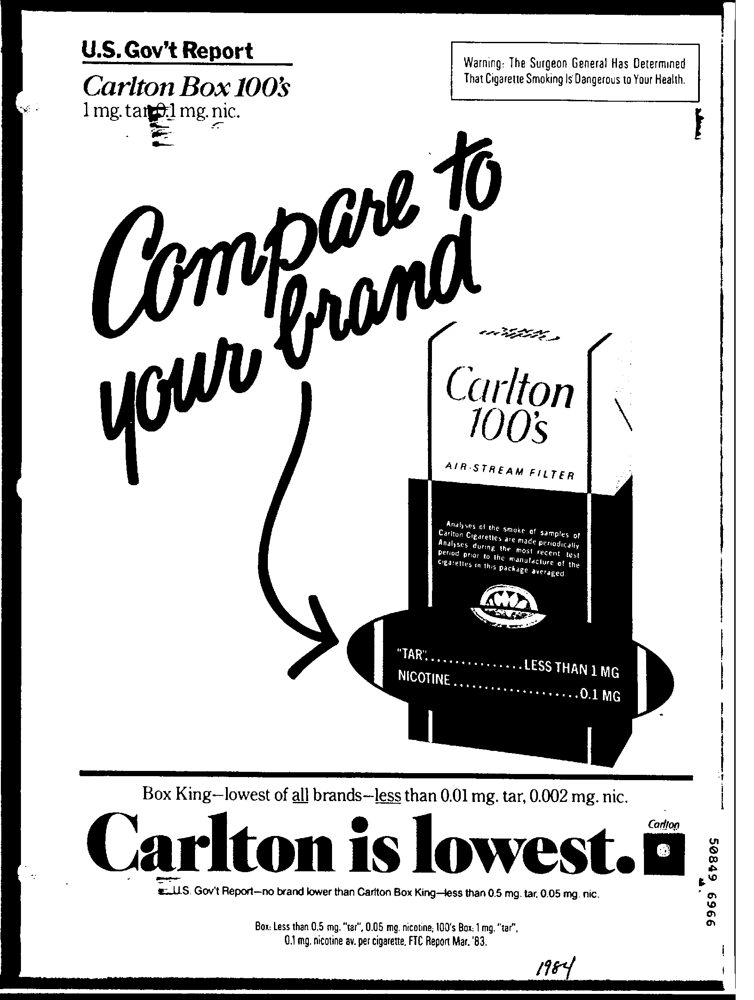 U.S. Gov't Report
Carlton Box 100's
1 mg. tar, 0.1 mg. nic.
Warning: The Surgeon General Has Determined
That Cigarette Smoking Is Dangerous to Your Health.
Compare to
your brand
Carlton
100's
AIR-STREAM FILTER
Analyses of the smoke of samples of
Carlton Cigarettes are made periodically
Analyses during the most recent test
period prior to the manufacture of the
cigarettes in this package averaged
"TAR"................LESS THAN 1 MG
NICOTINE....................0.1 MG
Box King—lowest of all brands—less than 0.01 mg. tar, 0.002 mg. nic.
Carlton is lowest.
Carlton
U.S. Gov't Report—no brand lower than Carlton Box King—less than 0.5 mg. tar, 0.05 mg. nic.
Box: Less than 0.5 mg. "tar", 0.05 mg. nicotine; 100's Box: 1 mg. "tar",
0.1 mg. nicotine av. per cigarette, FTC Report Mar. '83.
1984
50849 6966